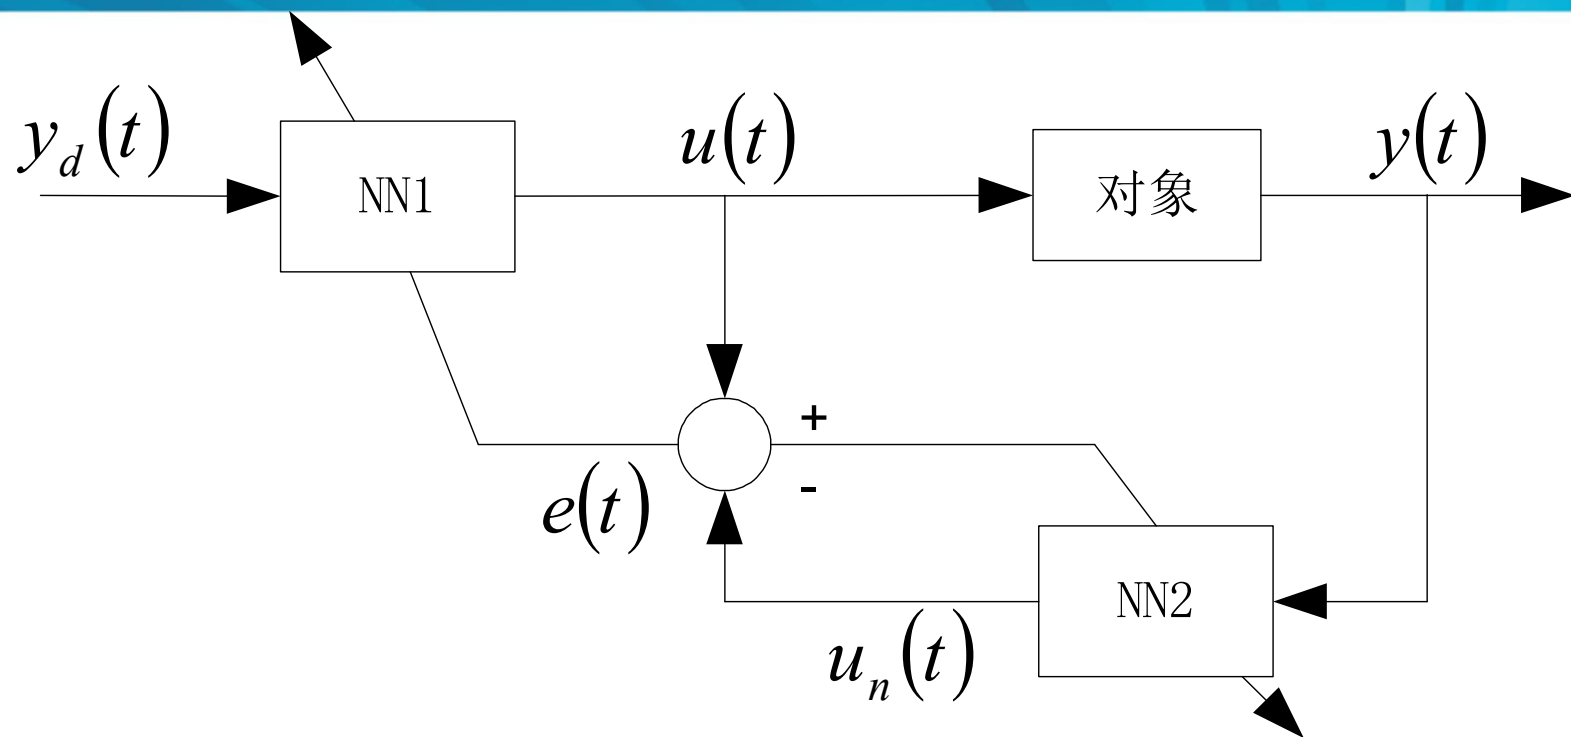 y_d(t)
NN1
u(t)
对象
y(t)
+
-
e(t)
NN2
u_n(t)